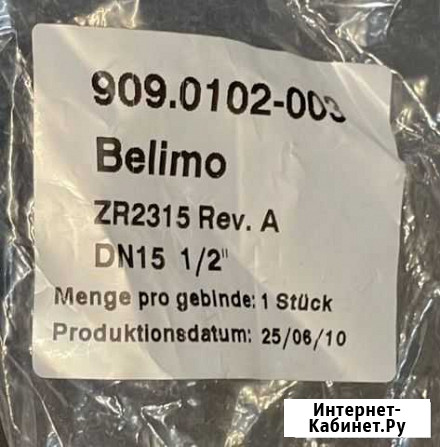 909.0102-003
Belimo
ZR2315 Rev. A
DN15 1/2"
Menge pro gebinde: 1 Stück
Produktionsdatum: 25/06/10
Интернет-
Кабинет.Ру